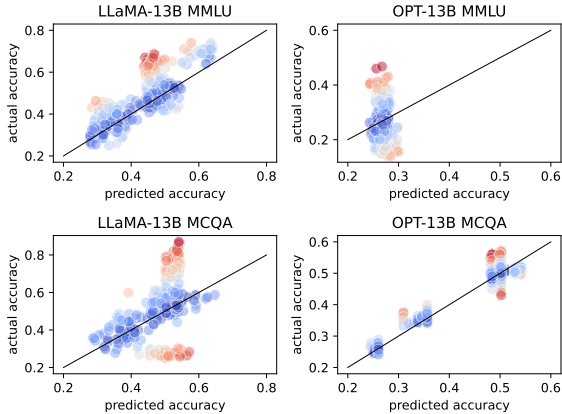 LLaMA-13B MMLU
OPT-13B MMLU
actual accuracy
0.8
0.6
0.4
0.2
0.2 0.4 0.6 0.8
predicted accuracy
actual accuracy
0.6
0.4
0.2
0.2 0.3 0.4 0.5 0.6
predicted accuracy
LLaMA-13B MCQA
OPT-13B MCQA
actual accuracy
0.8
0.6
0.4
0.2
0.2 0.4 0.6 0.8
predicted accuracy
actual accuracy
0.6
0.5
0.4
0.3
0.2
0.2 0.3 0.4 0.5 0.6
predicted accuracy